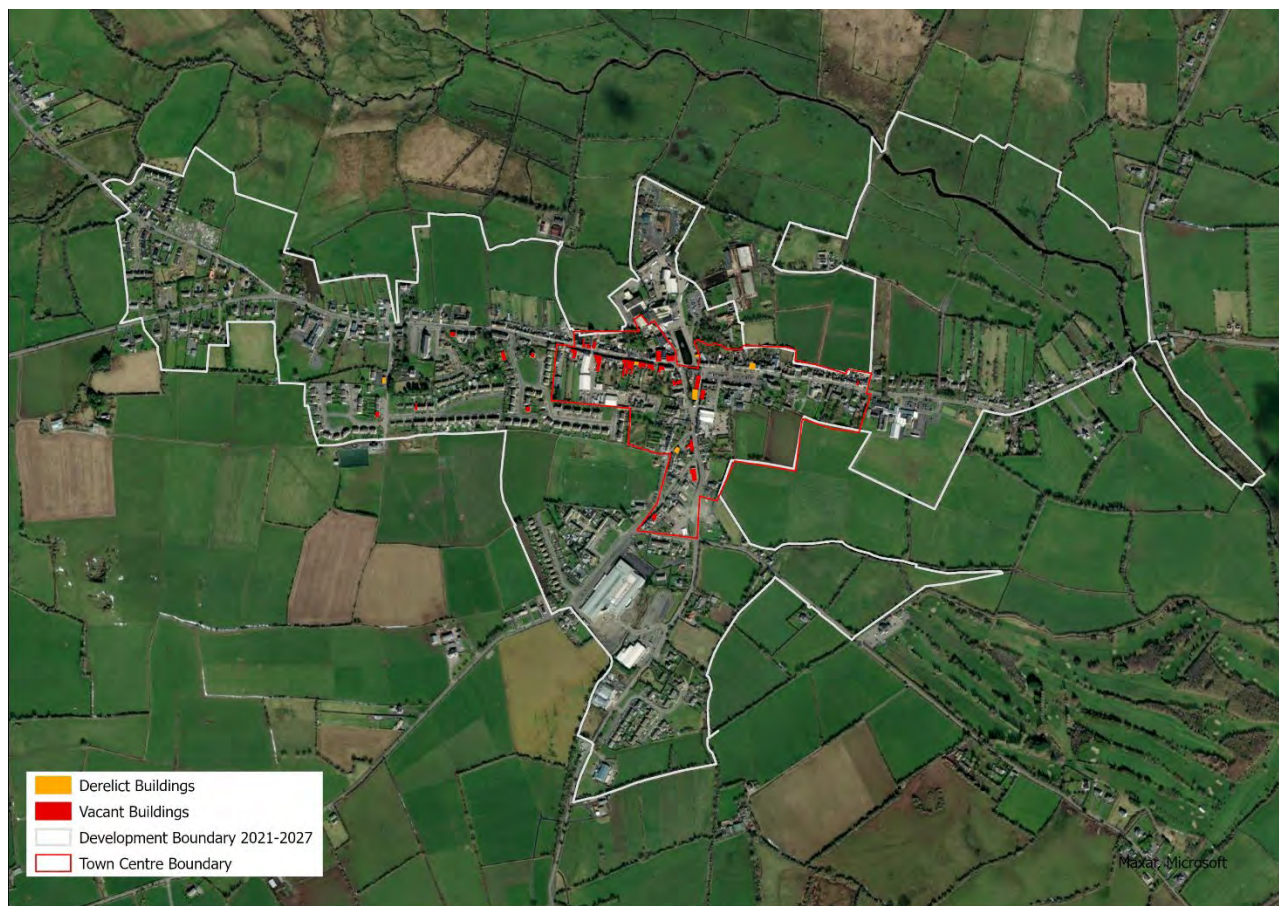 Derelict Buildings
Vacant Buildings
Development Boundary 2021-2027
Town Centre Boundary
Maxar, Microsoft